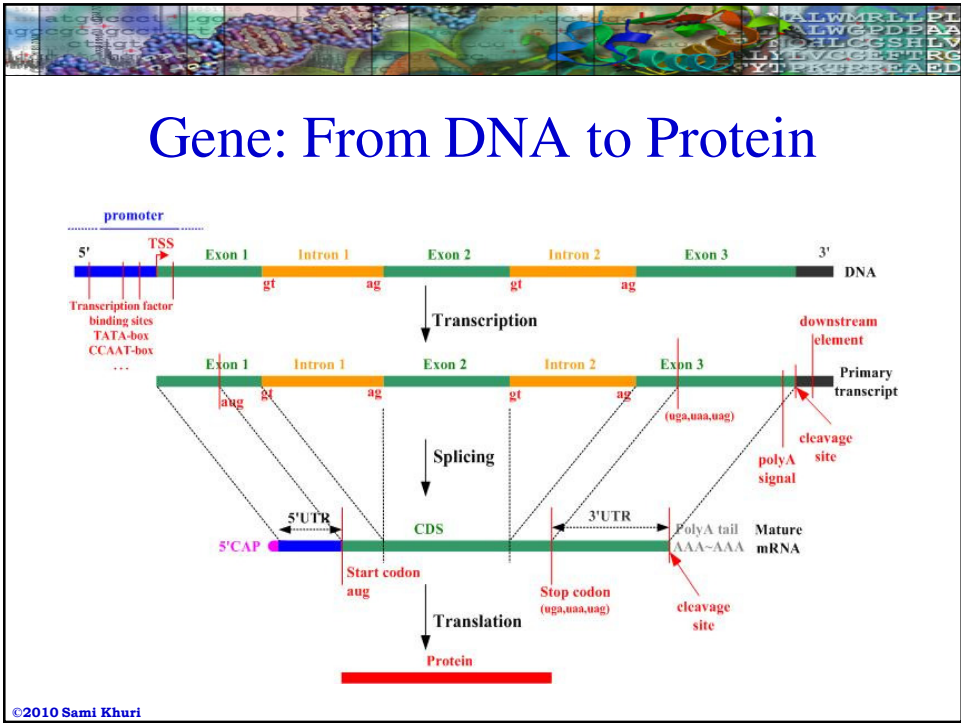 ALWMRLLPL
ALWGPDPAA
LVCGERGFF
Gene: From DNA to Protein
promoter
5'
TSS
Exon 1
Intron 1
Exon 2
Intron 2
Exon 3
3'
DNA
gt
ag
gt
ag
Transcription factor
binding sites
TATA-box
CCAAT-box
...
Transcription
downstream
element
Exon 1
Intron 1
Exon 2
Intron 2
Exon 3
Primary
transcript
aug
gt
ag
gt
ag
(uga,uaa,uag)
cleavage
site
polyA
signal
Splicing
5'UTR
CDS
3'UTR
PolyA tail
Mature
5'CAP
AAA~AAA
mRNA
Start codon
aug
Stop codon
(uga,uaa,uag)
cleavage
site
Translation
Protein
©2010 Sami Khuri